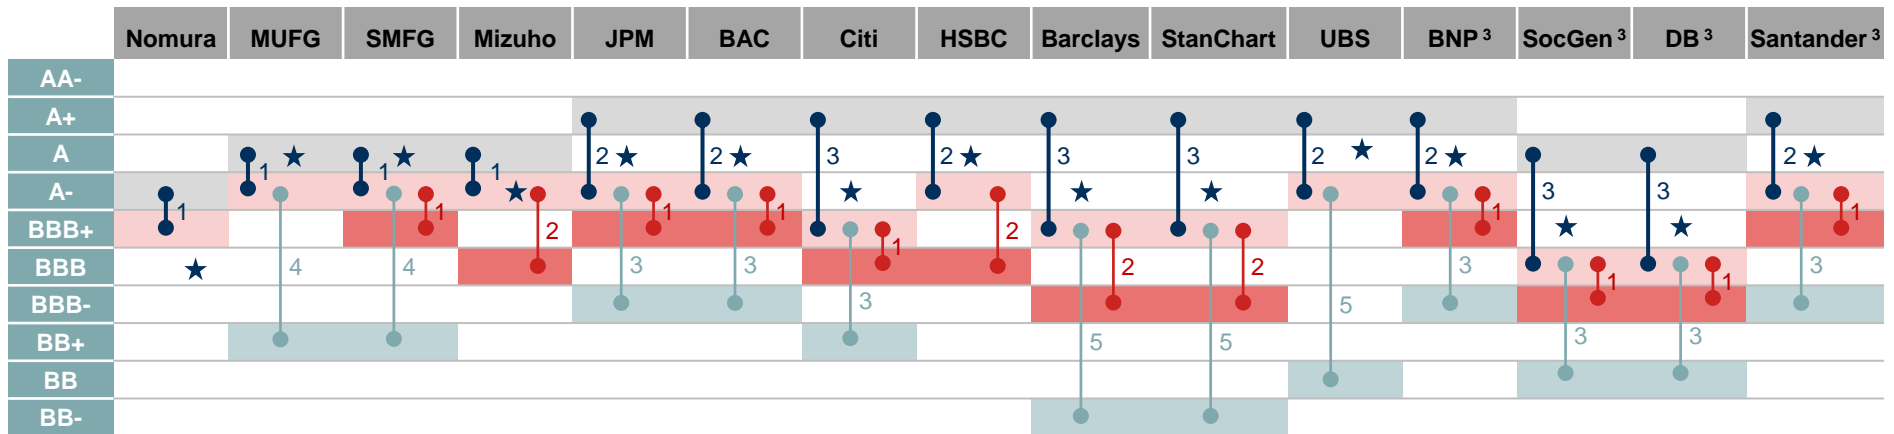 Nomura MUFG SMFG Mizuho JPM BAC Citi HSBC Barclays StanChart UBS BNP ³ SocGen ³ DB ³ Santander ³
AA-
A+
A 1 1 1 2 2 3 2 3 3 2 2 2
A- 1 1 1 1 1 3 3 1
BBB+ 2 1 2
BBB 4 4 3 3 2 2 3 1 1 3
BBB- 3 5
BB+ 5 5 3 3
BB
BB-